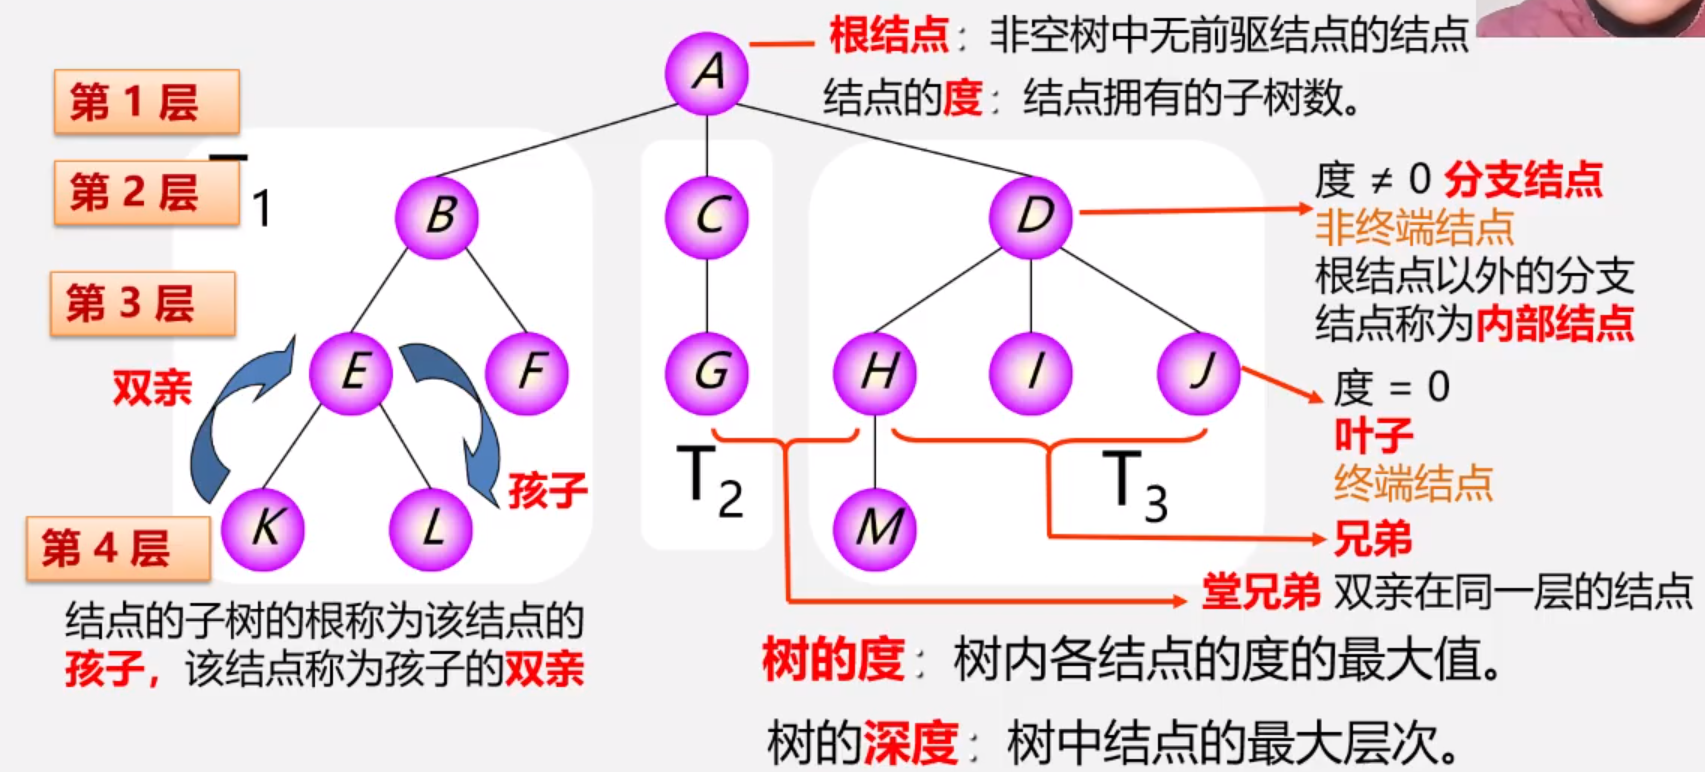 A
根结点：非空树中无前驱结点的结点
结点的度：结点拥有的子树数。
第 1 层
第 2 层
1
B
C
D
度 ≠ 0 分支结点
非终端结点
根结点以外的分支
结点称为内部结点
第 3 层
双亲
E
F
G
H
I
J
度 = 0
叶子
终端结点
T2
T3
孩子
第 4 层
K
L
M
兄弟
堂兄弟 双亲在同一层的结点
结点的子树的根称为该结点的
孩子，该结点称为孩子的双亲
树的度：树内各结点的度的最大值。
树的深度：树中结点的最大层次。